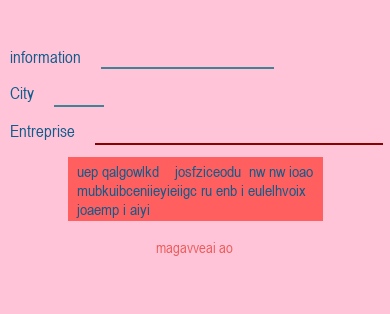 information
City
Entreprise
uep qalgowlkd josfziceodu nw nw ioao
mubkuibceniieyieiigc ru enb i eulelhvoix
joaemp i aiyi
magavveai ao